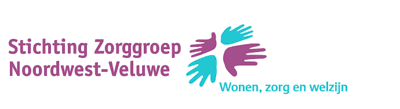 Stichting Zorggroep
Noordwest-Veluwe
Wonen, zorg en welzijn